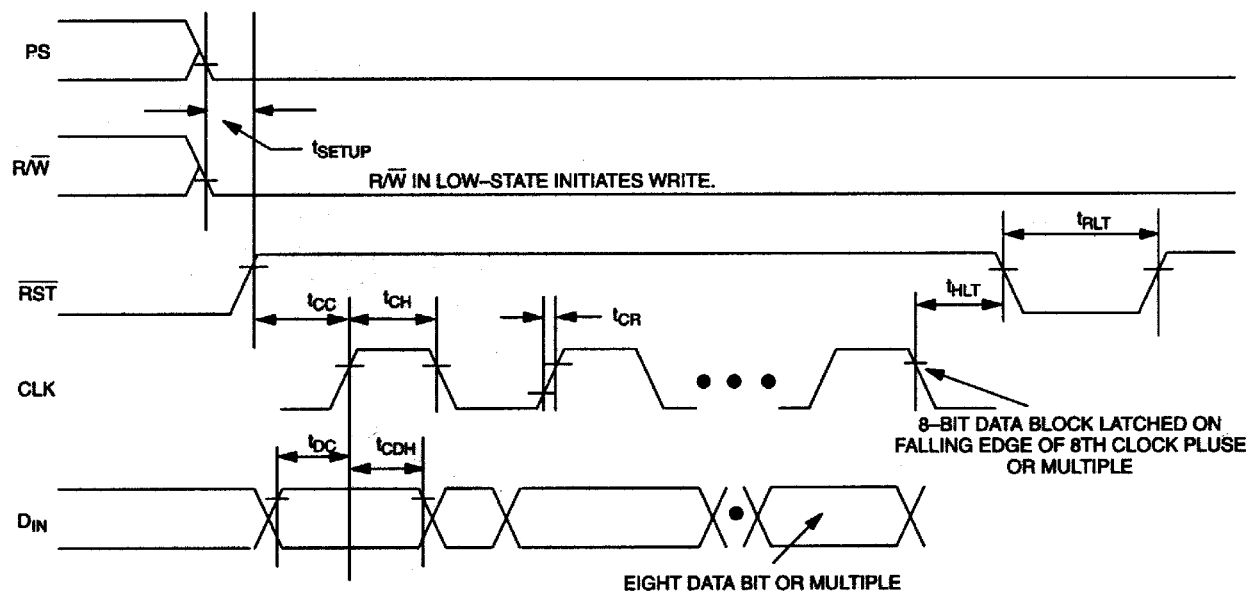 PS
tSETUP
R/W̅
R/W̅ IN LOW–STATE INITIATES WRITE.
tRLT
R̅S̅T̅
tCC
tCH
tCR
tHLT
CLK
8–BIT DATA BLOCK LATCHED ON
FALLING EDGE OF 8TH CLOCK PLUSE
OR MULTIPLE
tDC
tCDH
DIN
EIGHT DATA BIT OR MULTIPLE